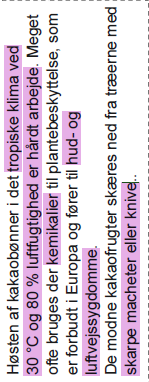 Høsten af kakaobønner i det tropiske klima ved
30 °C og 90 % luftfugtighed er hårdt arbejde. Meget
ofte bruges der kemikalier til plantebeskyttelse, som
er forbudt i Europa og fører til hud- og
luftvejssygdomme.
De modne kakaofrugter skæres ned fra træerne med
skarpe macheter eller knive..